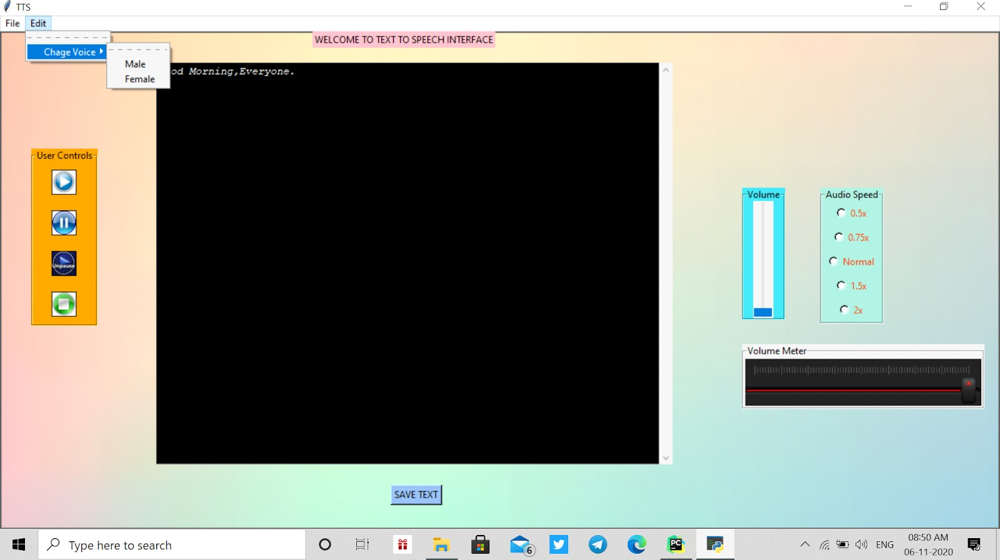 TTS
File Edit
WELCOME TO TEXT TO SPEECH INTERFACE
Chage Voice
Male
Female
od Morning,Everyone.
User Controls
Unpause
Volume
Audio Speed
0.5x
0.75x
Normal
1.5x
2x
Volume Meter
SAVE TEXT
Type here to search
6
PC
ENG
08:50 AM
06-11-2020